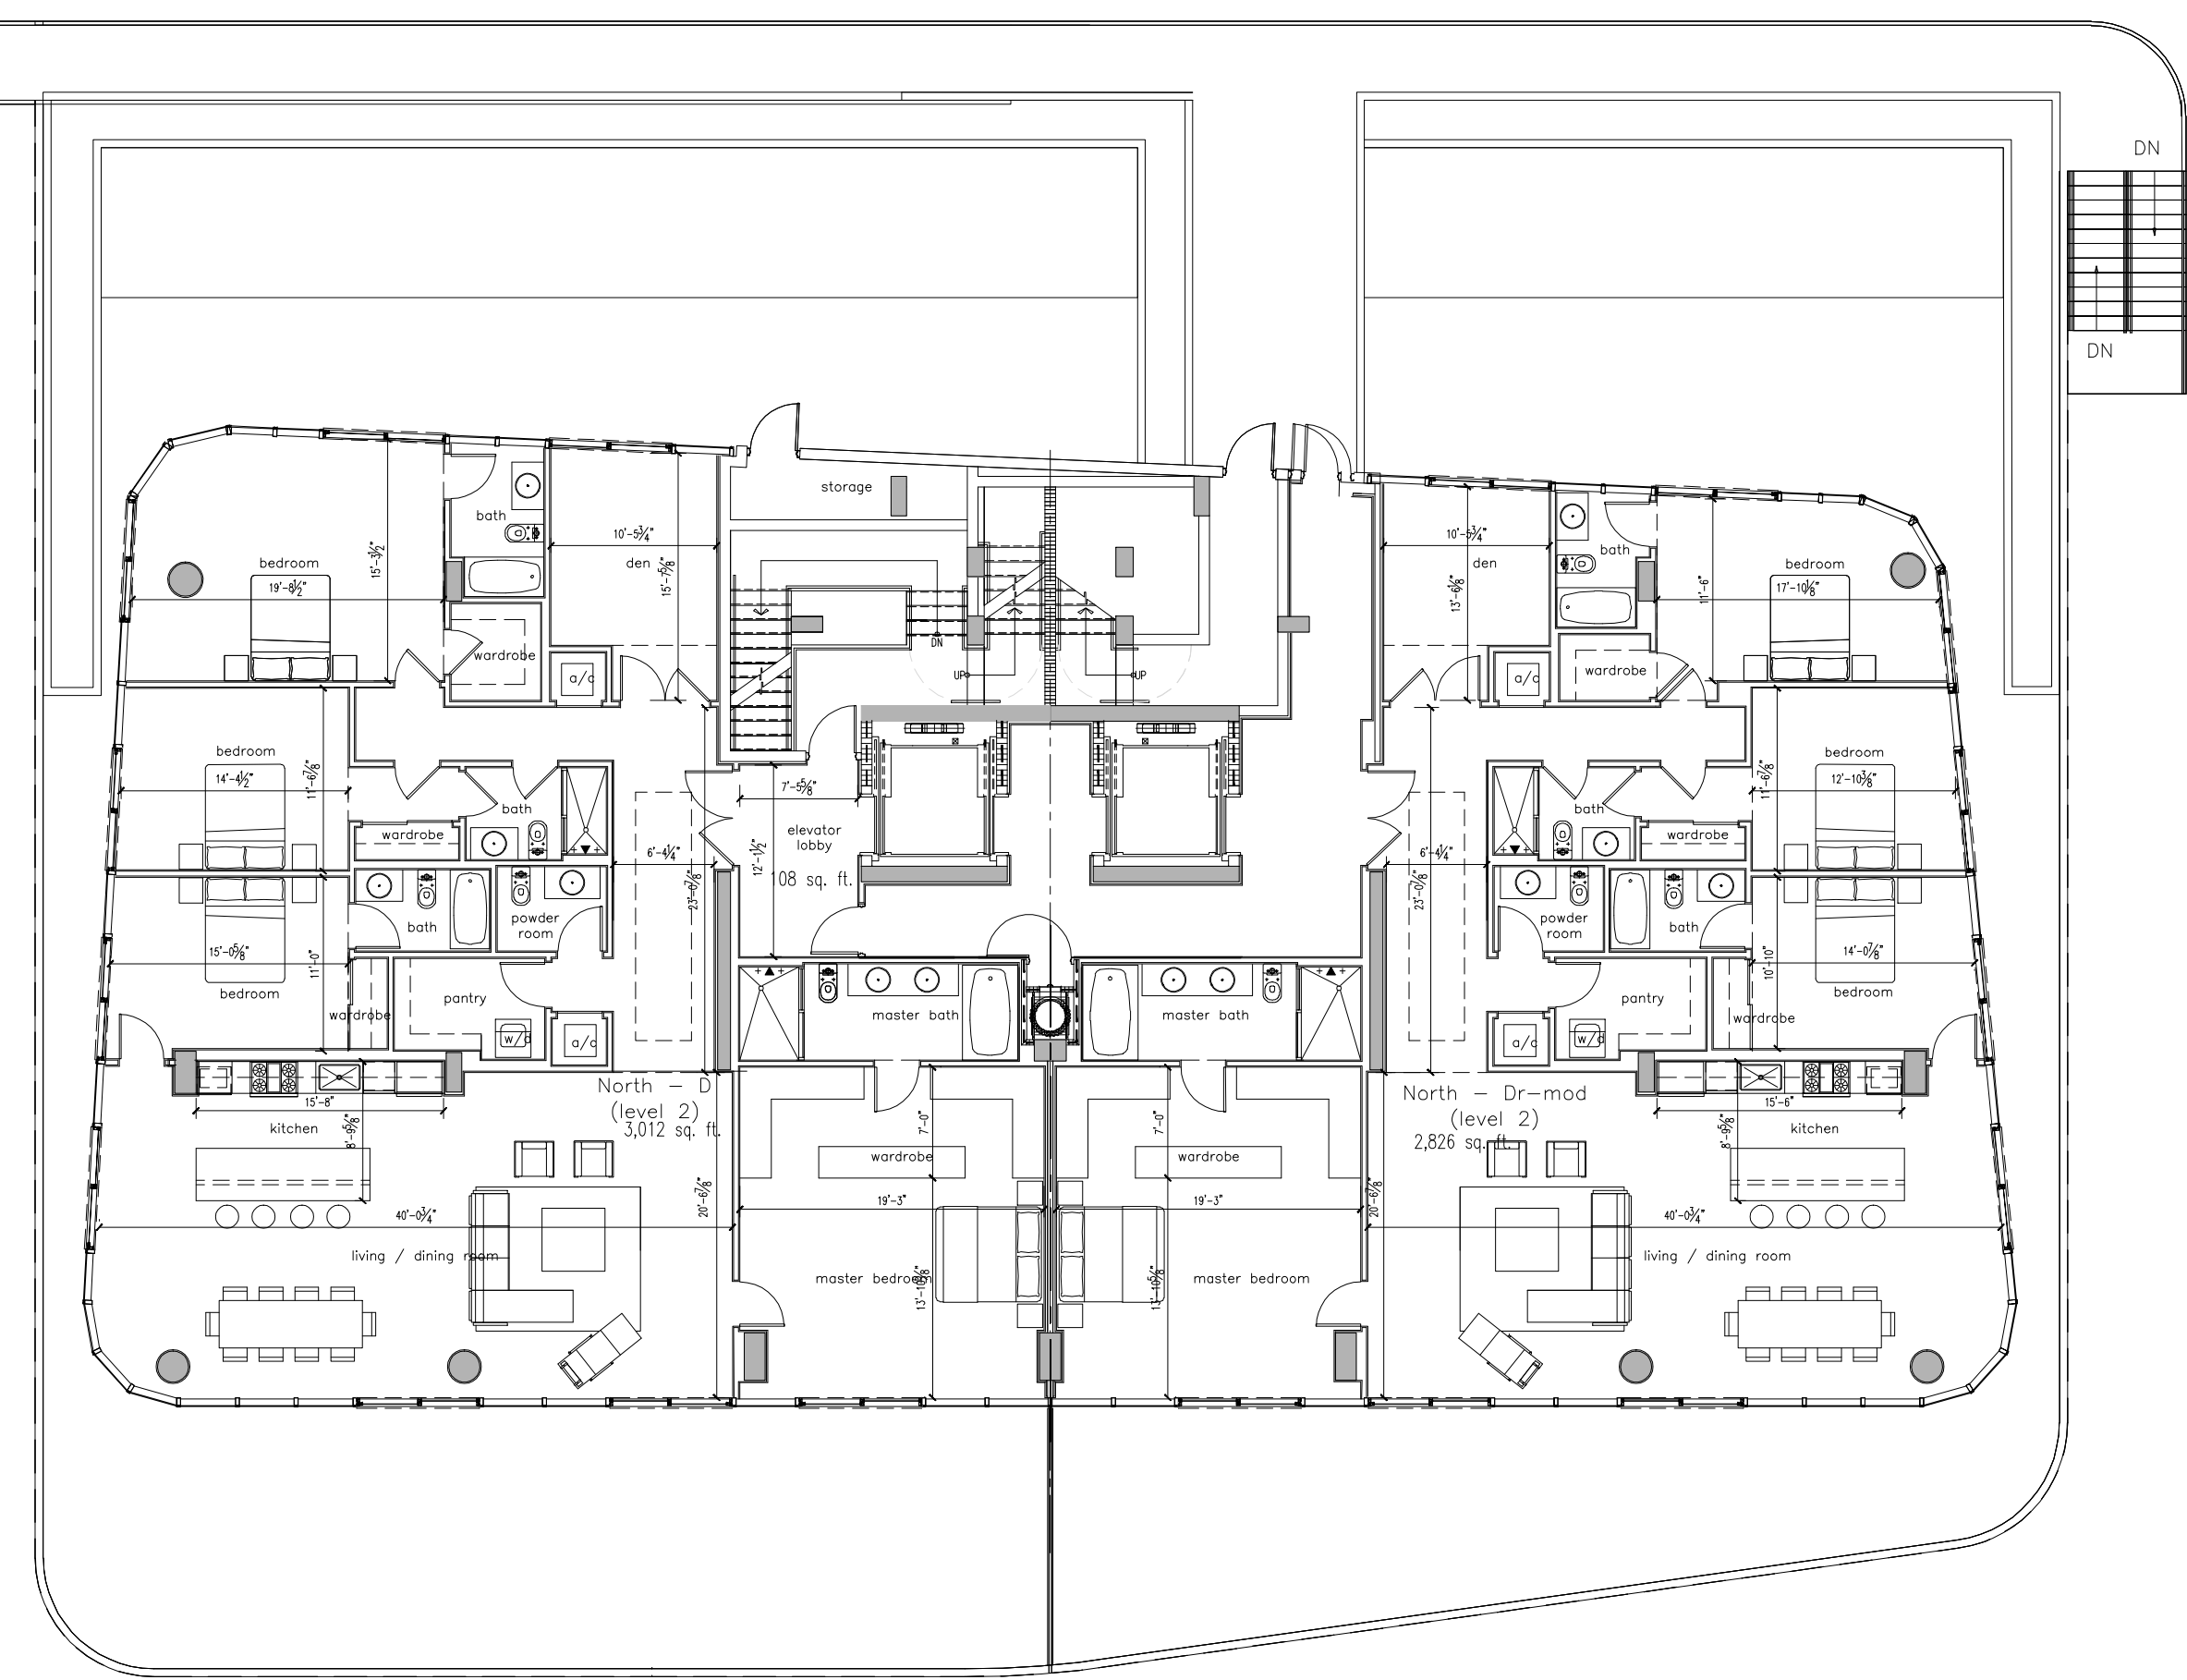 DN
DN
storage
bath
10'-5¾"
den
15'-7⅝"
15'-3½"
bedroom
19'-8½"
wardrobe
a/c
DN
UP
UP
10'-5¾"
den
13'-6⅛"
bath
11'-6"
bedroom
17'-10⅛"
wardrobe
a/c
bedroom
14'-4½"
11'-6⅞"
bath
wardrobe
6'-4¼"
23'-0⅞"
7'-5⅝"
elevator
lobby
12'-1½"
108 sq. ft.
6'-4¼"
23'-0⅞"
bath
wardrobe
bedroom
12'-10⅜"
11'-6⅞"
15'-0⅝"
11'-0"
bedroom
bath
powder
room
wardrobe
pantry
w/d
a/c
master bath
master bath
powder
room
bath
14'-0⅞"
10'-10"
bedroom
pantry
wardrobe
a/c
w/d
North - D
(level 2)
3,012 sq. ft.
North - Dr-mod
(level 2)
2,826 sq. ft.
15'-8"
kitchen
8'-9⅝"
7'-0"
wardrobe
7'-0"
wardrobe
15'-6"
kitchen
8'-9⅝"
40'-0¾"
20'-6⅞"
19'-3"
19'-3"
20'-6⅞"
40'-0¾"
living / dining room
master bedroom
13'-10⅝"
13'-10⅝"
master bedroom
living / dining room